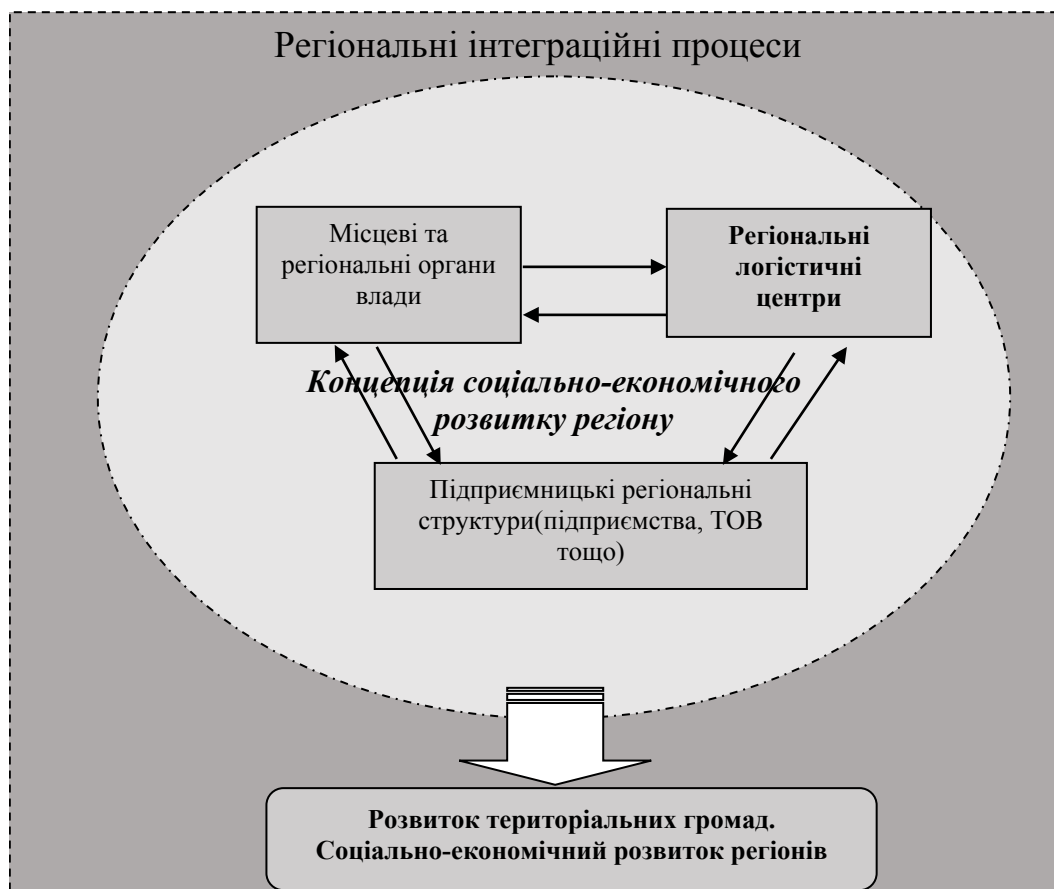 Регіональні інтеграційні процеси
Місцеві та
регіональні органи
влади
Регіональні
логістичні
центри
Концепція соціально-економічного
розвитку регіону
Підприємницькі регіональні
структури(підприємства, ТОВ
тощо)
Розвиток територіальних громад.
Соціально-економічний розвиток регіонів